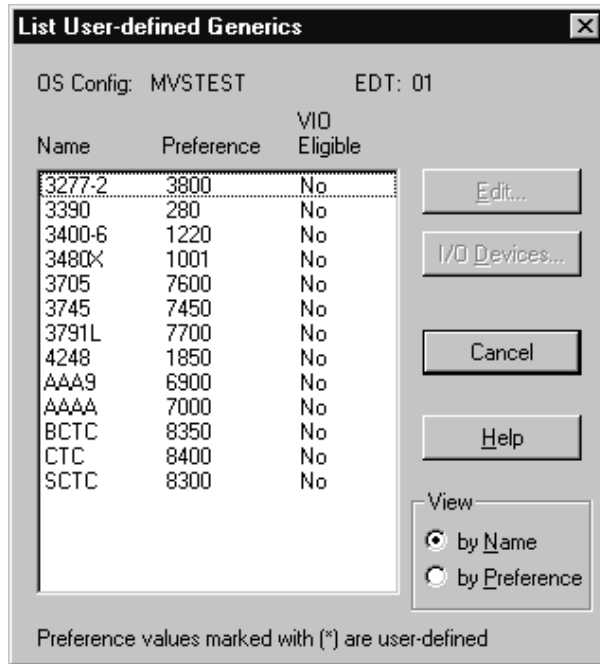 List User-defined Generics
OS Config: MVSTEST EDT: 01
VIO
Name Preference Eligible
3277-2 3800 No
3390 280 No
3400-6 1220 No
3480X 1001 No
3705 7600 No
3745 7450 No
3791L 7700 No
4248 1850 No
AAA9 6900 No
AAAA 7000 No
BCTC 8350 No
CTC 8400 No
SCTC 8300 No
Edit...
I/O Devices...
Cancel
Help
View
by Name
by Preference
Preference values marked with (*) are user-defined